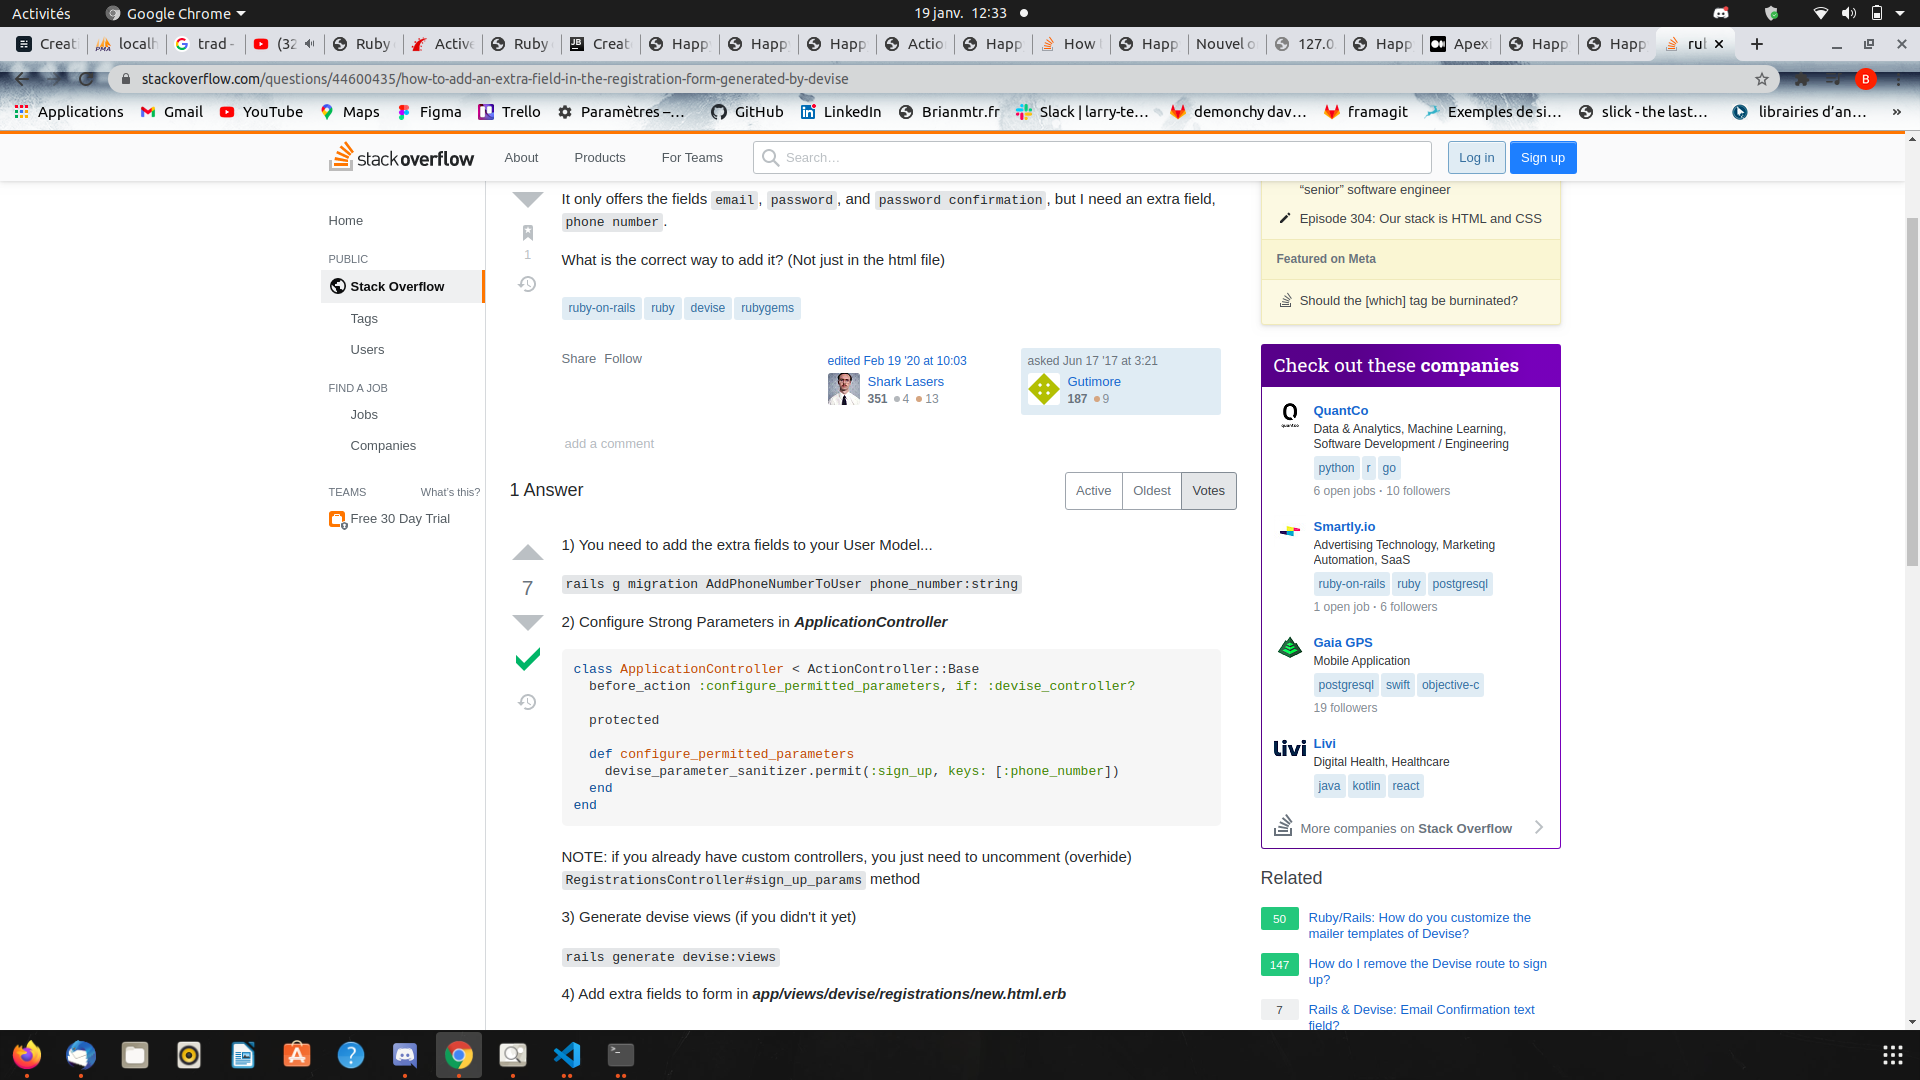 Activités
Google Chrome
19 janv. 12:33
Creati
localh
trad -
(32
Ruby
Active
Ruby
Creat
Happ
Happ
Happ
Actio
Happ
How
Happ
Nouvel o
127.0
Happ
Apexi
Happ
Happ
rul
stackoverflow.com/questions/44600435/how-to-add-an-extra-field-in-the-registration-form-generated-by-devise
B
Applications
Gmail
YouTube
Maps
Figma
Trello
Paramètres –...
GitHub
LinkedIn
Brianmtr.fr
Slack | larry-te...
demonchy dav...
framagit
Exemples de si...
slick - the last...
librairies d'an...
»
stackoverflow
About
Products
For Teams
Search...
Log in
Sign up
Home
PUBLIC
Stack Overflow
Tags
Users
FIND A JOB
Jobs
Companies
TEAMS
What's this?
Free 30 Day Trial
It only offers the fields email, password, and password confirmation, but I need an extra field,
phone number.
1
What is the correct way to add it? (Not just in the html file)
ruby-on-rails ruby devise rubygems
Share Follow
edited Feb 19 '20 at 10:03
Shark Lasers
351 ●4 ●13
asked Jun 17 '17 at 3:21
Gutimore
187 ●9
add a comment
1 Answer
Active
Oldest
Votes
1) You need to add the extra fields to your User Model...
7
rails g migration AddPhoneNumberToUser phone_number:string
2) Configure Strong Parameters in ApplicationController
class ApplicationController < ActionController::Base
before_action :configure_permitted_parameters, if: :devise_controller?
protected
def configure_permitted_parameters
devise_parameter_sanitizer.permit(:sign_up, keys: [:phone_number])
end
end
NOTE: if you already have custom controllers, you just need to uncomment (overhide)
RegistrationsController#sign_up_params method
3) Generate devise views (if you didn't it yet)
rails generate devise:views
4) Add extra fields to form in app/views/devise/registrations/new.html.erb
“senior” software engineer
Episode 304: Our stack is HTML and CSS
Featured on Meta
Should the [which] tag be burninated?
Check out these companies
QuantCo
Data & Analytics, Machine Learning,
Software Development / Engineering
python r go
6 open jobs · 10 followers
Smartly.io
Advertising Technology, Marketing
Automation, SaaS
ruby-on-rails ruby postgresql
1 open job · 6 followers
Gaia GPS
Mobile Application
postgresql swift objective-c
19 followers
Livi
Livi
Digital Health, Healthcare
java kotlin react
More companies on Stack Overflow
Related
50 Ruby/Rails: How do you customize the
mailer templates of Devise?
147 How do I remove the Devise route to sign
up?
7 Rails & Devise: Email Confirmation text
field?